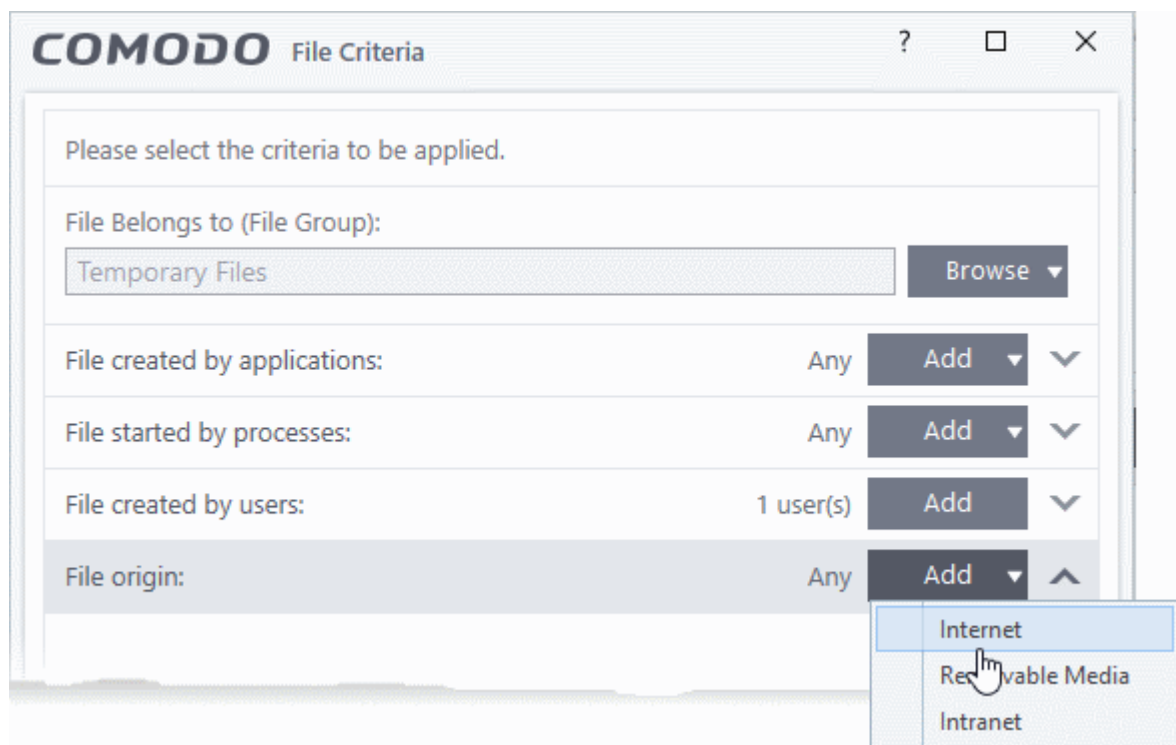 COMODO File Criteria ?
Please select the criteria to be applied.
File Belongs to (File Group):
Temporary Files Browse
File created by applications: Any Add
File started by processes: Any Add
File created by users: 1 user(s) Add
File origin: Any Add
Internet
Media
Intranet